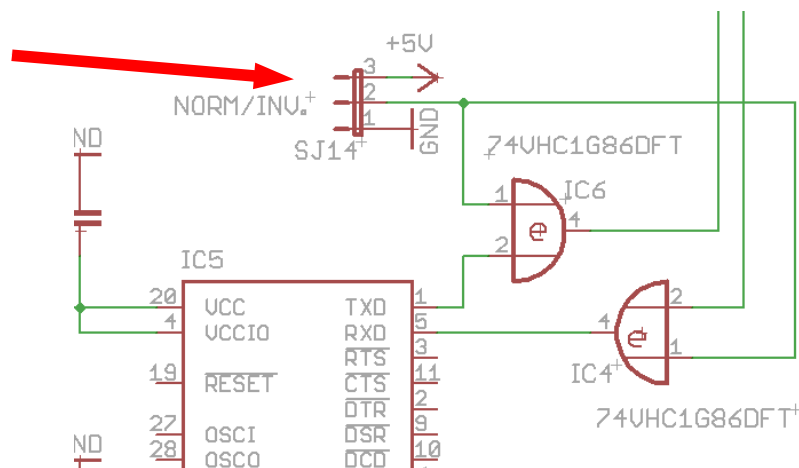 +5V
3
2
1
NORM/INV.
SJ14
GND
74VHC1G86DFT
IC6
1
4
2
ND
IC5
20
VCC
TXD
1
4
VCCIO
RXD
5
4
2
1
IC4
74VHC1G86DFT
RTS
3
19
RESET
CTS
11
DTR
2
27
OSCI
DSR
9
ND
28
OSCO
DCD
10